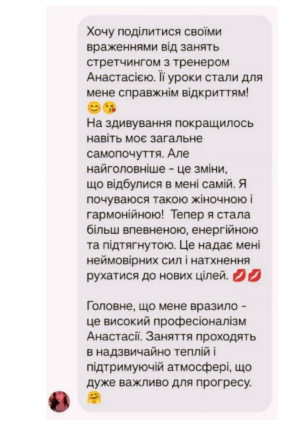 Хочу поділитися своїми
враженнями від занять
стретчингом з тренером
Анастасією. Її уроки стали для
мене справжнім відкриттям!
😊😘
На здивування покращилось
навіть моє загальне
самопочуття. Але
найголовніше - це зміни,
що відбулися в мені самій. Я
почуваюся такою жіночною і
гармонійною! Тепер я стала
більш впевненою, енергійною
та підтягнутою. Це надає мені
неймовірних сил і натхнення
рухатися до нових цілей. 💋💋
Головне, що мене вразило -
це високий професіоналізм
Анастасії. Заняття проходять
в надзвичайно теплій і
підтримуючій атмосфері, що
дуже важливо для прогресу.
🤗